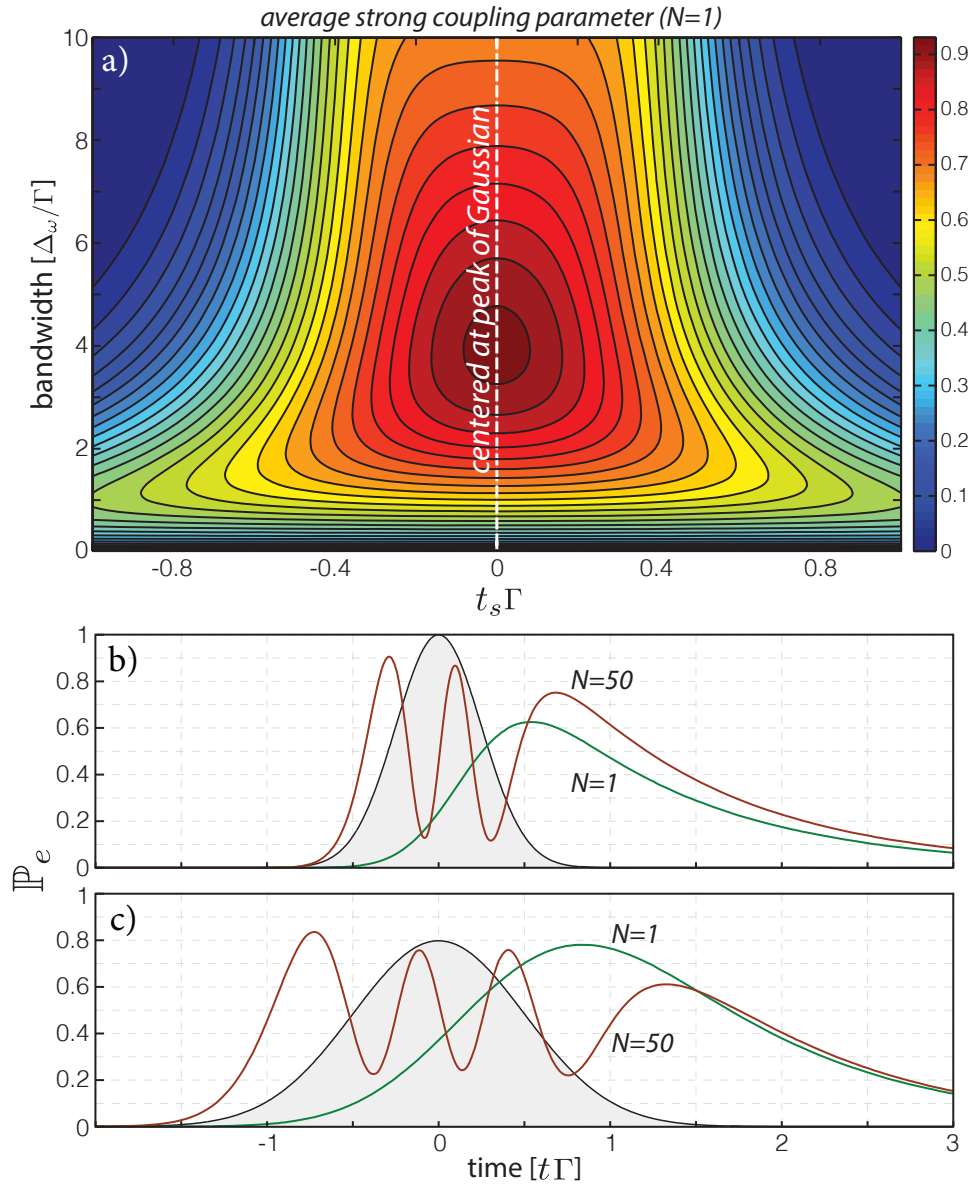 average strong coupling parameter (N=1)
a)
centered at peak of Gaussian
bandwidth [Δω/Γ]
10
8
6
4
2
0
-0.8
-0.4
0
0.4
0.8
tsΓ
0.9
0.8
0.7
0.6
0.5
0.4
0.3
0.2
0.1
0
b)
1
0.8
0.6
0.4
0.2
0
N=50
N=1
ℙe
c)
1
0.8
0.6
0.4
0.2
0
N=1
N=50
-1
0
1
2
3
time [tΓ]